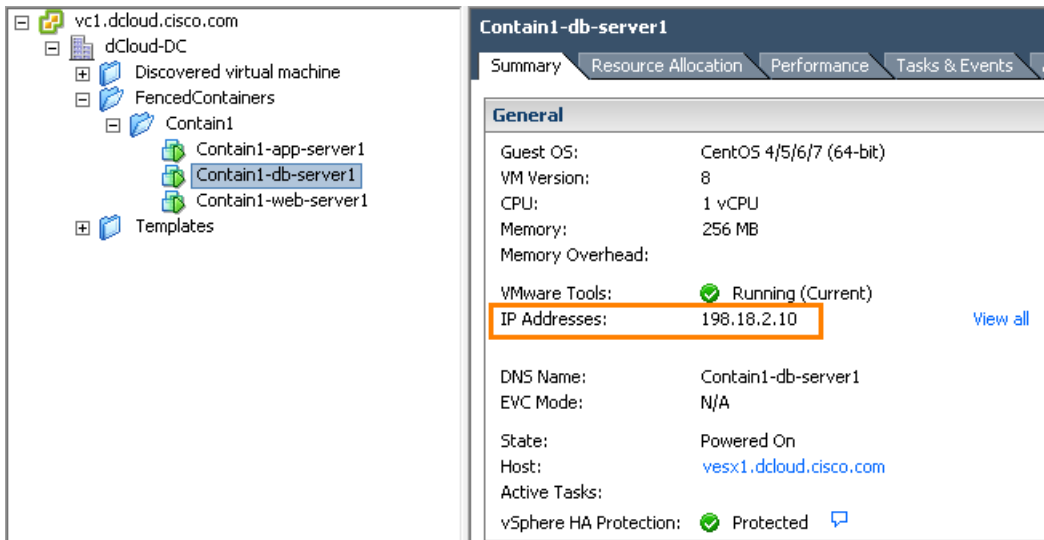 vc1.dcloud.cisco.com
dCloud-DC
Discovered virtual machine
FencedContainers
Contain1
Contain1-app-server1
Contain1-db-server1
Contain1-web-server1
Templates
Contain1-db-server1
Summary Resource Allocation Performance Tasks & Events
General
Guest OS: CentOS 4/5/6/7 (64-bit)
VM Version: 8
CPU: 1 vCPU
Memory: 256 MB
Memory Overhead:
VMware Tools: Running (Current)
IP Addresses: 198.18.2.10 View all
DNS Name: Contain1-db-server1
EVC Mode: N/A
State: Powered On
Host: vesx1.dcloud.cisco.com
Active Tasks:
vSphere HA Protection: Protected